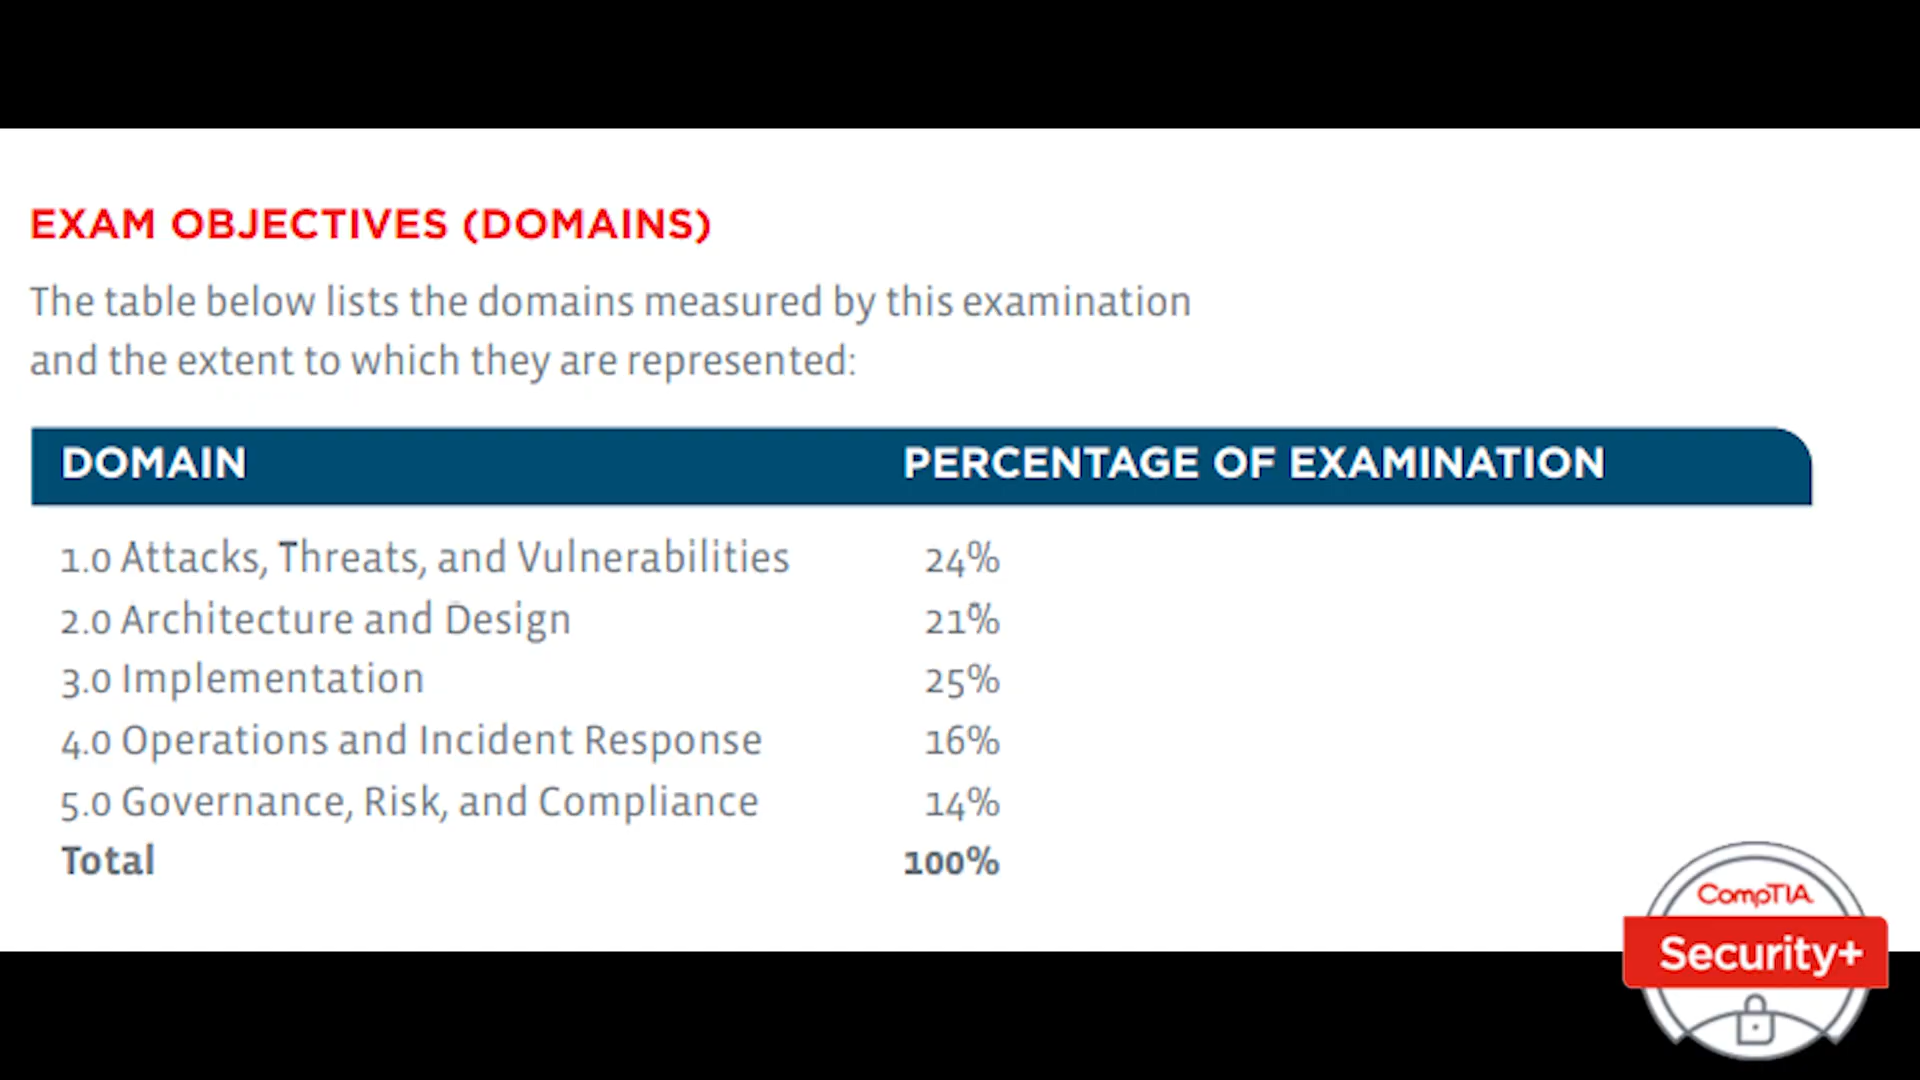 EXAM OBJECTIVES (DOMAINS)
The table below lists the domains measured by this examination
and the extent to which they are represented:
DOMAIN PERCENTAGE OF EXAMINATION
1.0 Attacks, Threats, and Vulnerabilities 24%
2.0 Architecture and Design 21%
3.0 Implementation 25%
4.0 Operations and Incident Response 16%
5.0 Governance, Risk, and Compliance 14%
Total 100%
CompTIA
Security+